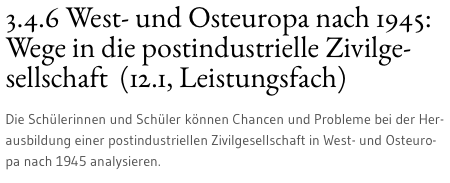 3.4.6 West- und Osteuropa nach 1945:
Wege in die postindustrielle Zivilge-
sellschaft (12.1, Leistungsfach)
Die Schülerinnen und Schüler können Chancen und Probleme bei der Her-
ausbildung einer postindustriellen Zivilgesellschaft in West- und Osteuro-
pa nach 1945 analysieren.